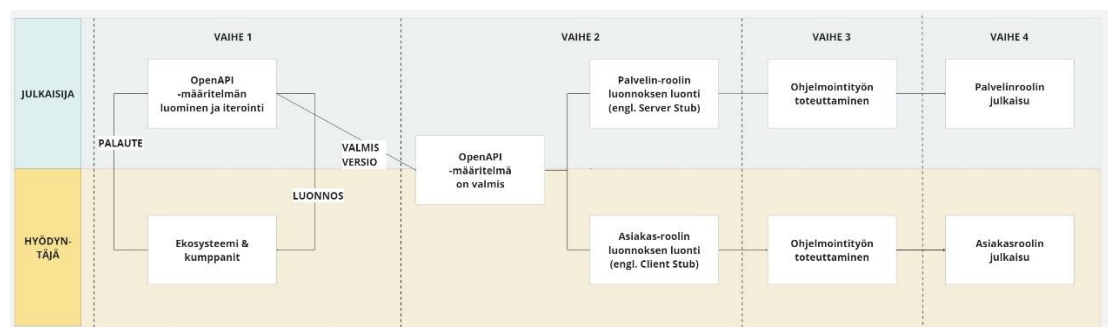 VAIHE 1
VAIHE 2
VAIHE 3
VAIHE 4
JULKAISIJA
OpenAPI
-määritelmän
luominen ja iterointi
Palvelin-roolin
luonnoksen luonti
(engl. Server Stub)
Ohjelmointityön
toteuttaminen
Palvelinroolin
julkaisu
PALAUTE
VALMIS
VERSIO
OpenAPI
-määritelmä
on valmis
LUONNOS
HYÖDYN-
TÄJÄ
Ekosysteemi &
kumppanit
Asiakas-roolin
luonnoksen luonti
(engl. Client Stub)
Ohjelmointityön
toteuttaminen
Asiakasroolin
julkaisu